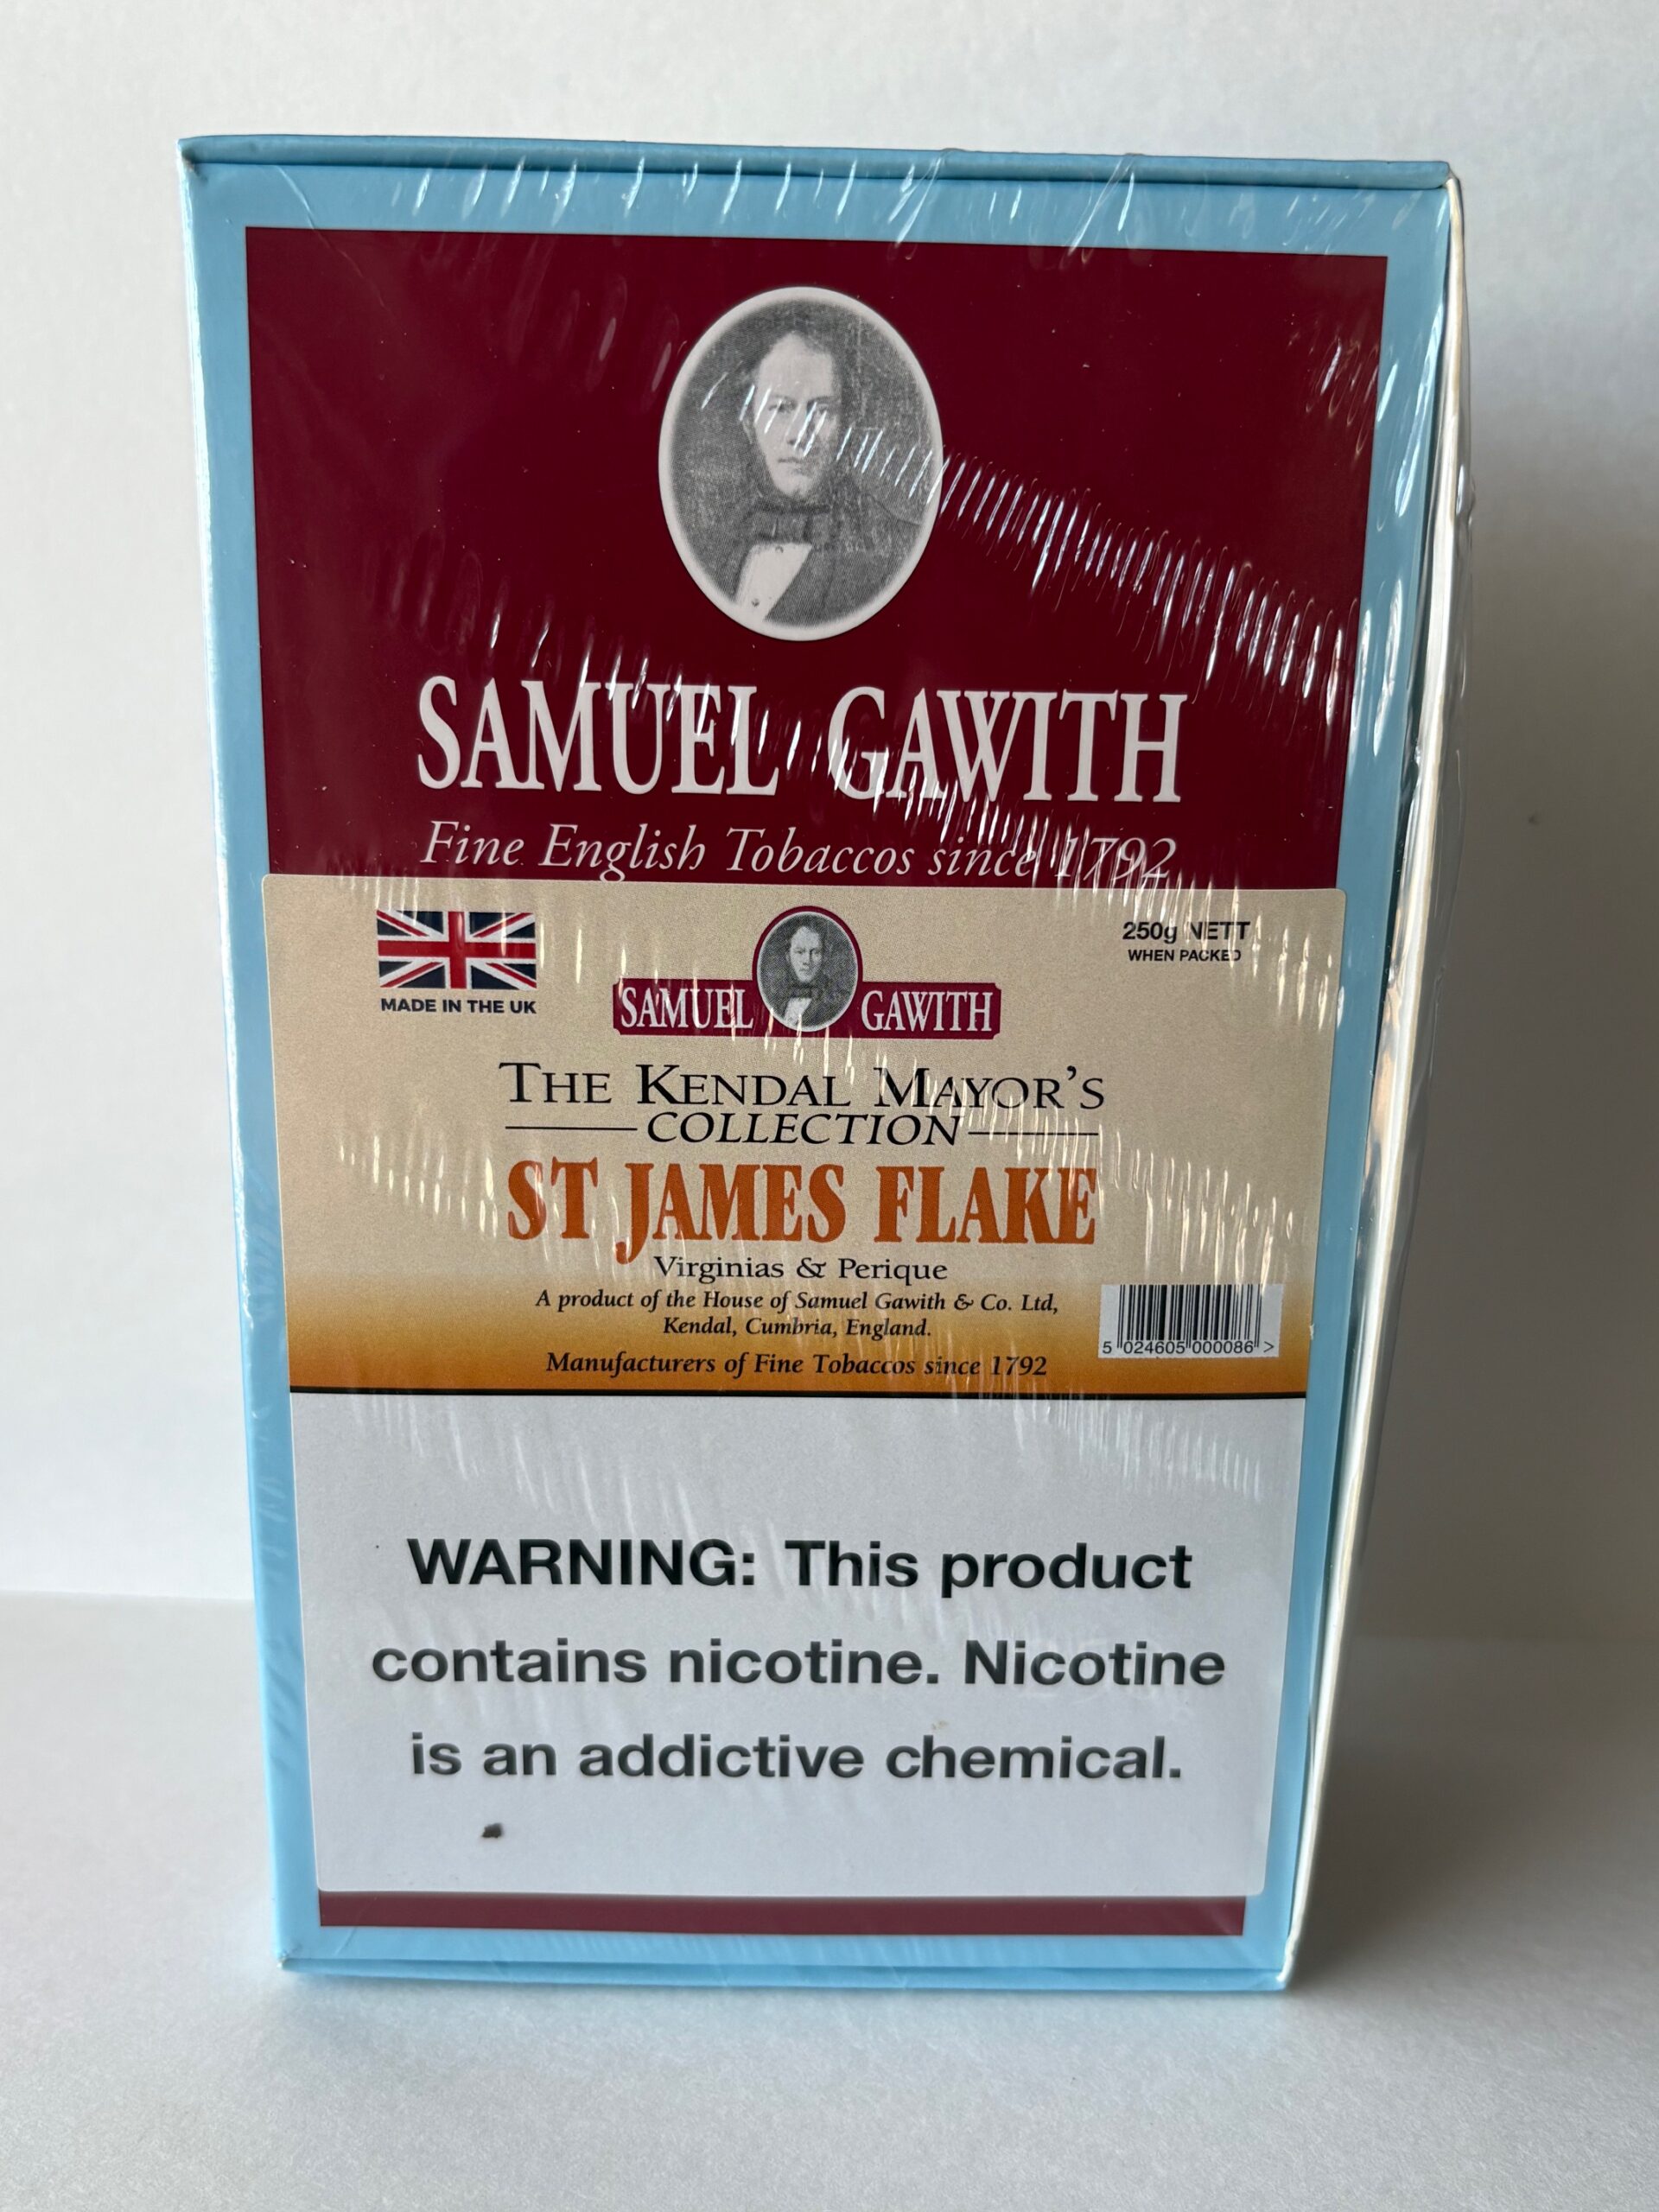 SAMUEL GAWITH
Fine English Tobaccos since 1792
MADE IN THE UK
SAMUEL GAWITH
250g NETT
WHEN PACKED
THE KENDAL MAYOR'S
COLLECTION
ST JAMES FLAKE
Virginias & Perique
A product of the House of Samuel Gawith & Co. Ltd,
Kendal, Cumbria, England.
Manufacturers of Fine Tobaccos since 1792
5 024605 000086 >
WARNING: This product
contains nicotine. Nicotine
is an addictive chemical.